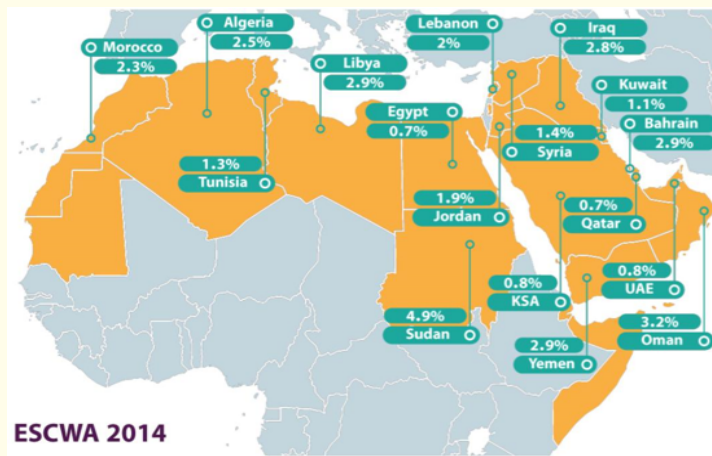 Algeria
2.5%
Lebanon
2%
Iraq
2.8%
Morocco
2.3%
Libya
2.9%
Kuwait
1.1%
Egypt
0.7%
Bahrain
2.9%
1.4%
Syria
1.3%
Tunisia
1.9%
Jordan
0.7%
Qatar
0.8%
KSA
0.8%
UAE
4.9%
Sudan
3.2%
Oman
2.9%
Yemen
ESCWA 2014